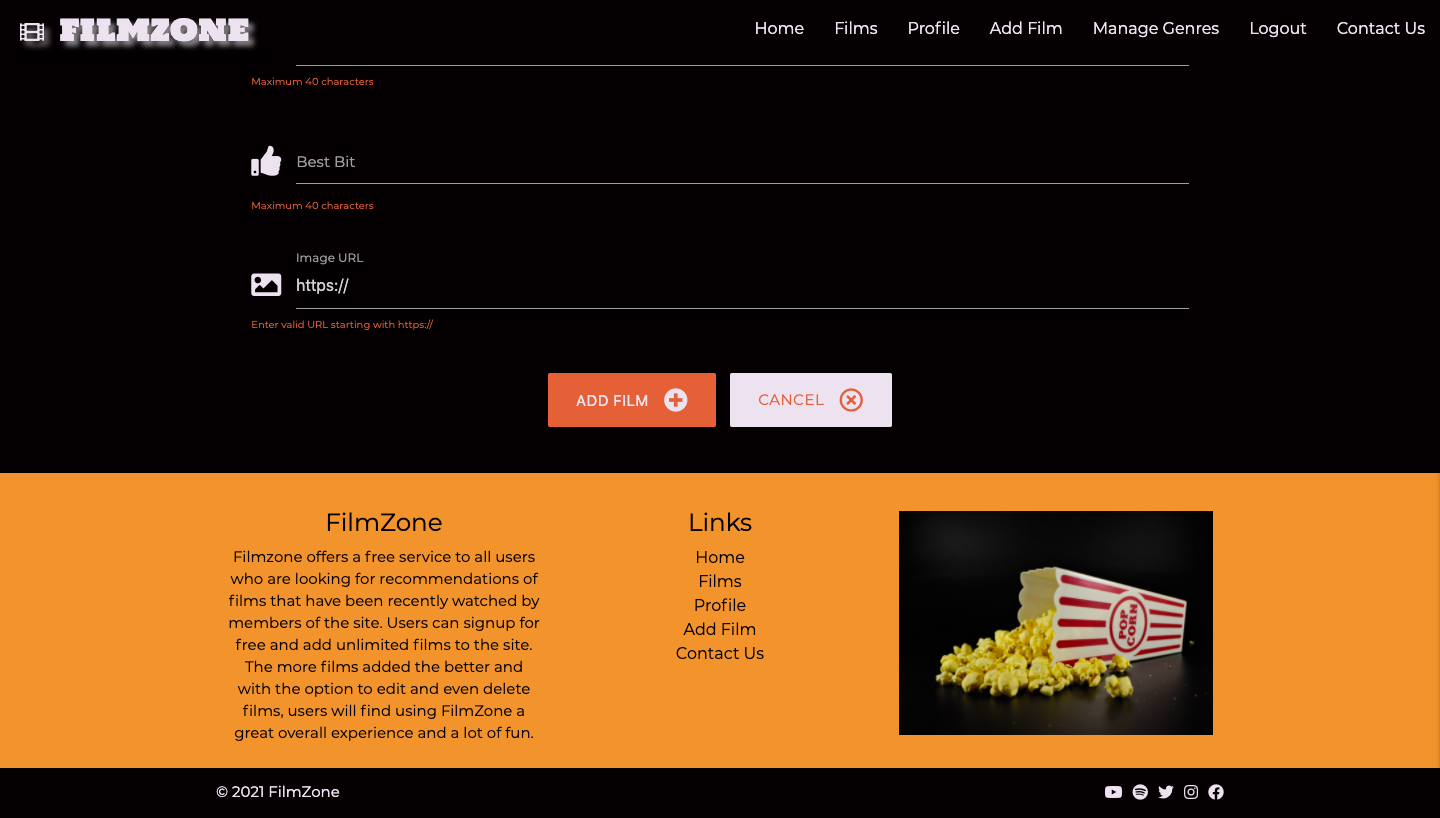 FILMZONE
Home Films Profile Add Film Manage Genres Logout Contact Us
Maximum 40 characters
Best Bit
Maximum 40 characters
Image URL
https://
Enter valid URL starting with https://
ADD FILM
CANCEL
FilmZone
Filmzone offers a free service to all users
who are looking for recommendations of
films that have been recently watched by
members of the site. Users can signup for
free and add unlimited films to the site.
The more films added the better and
with the option to edit and even delete
films, users will find using FilmZone a
great overall experience and a lot of fun.
Links
Home
Films
Profile
Add Film
Contact Us
POP
CORN
© 2021 FilmZone